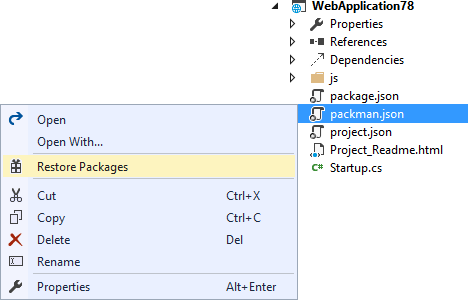 WebApplication78
Properties
References
Dependencies
js
package.json
packman.json
project.json
Project_Readme.html
Startup.cs
Open
Open With...
Restore Packages
Cut Ctrl+X
Copy Ctrl+C
Delete Del
Rename
Properties Alt+Enter